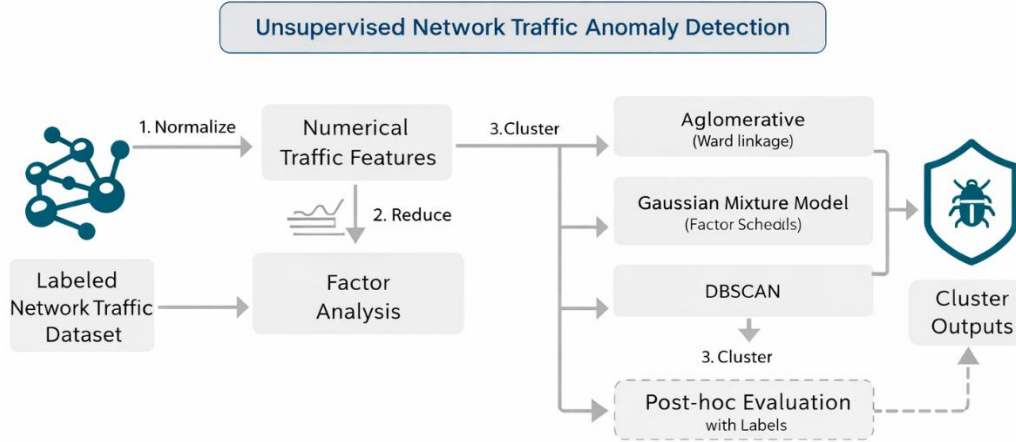 Unsupervised Network Traffic Anomaly Detection
1. Normalize
Numerical
Traffic Features
3.Cluster
Aglomerative
(Ward linkage)
2. Reduce
Gaussian Mixture Model
(Factor
Labeled
Network Traffic
Dataset
Factor
Analysis
DBSCAN
3. Cluster
Cluster
Outputs
Post-hoc Evaluation
with Labels